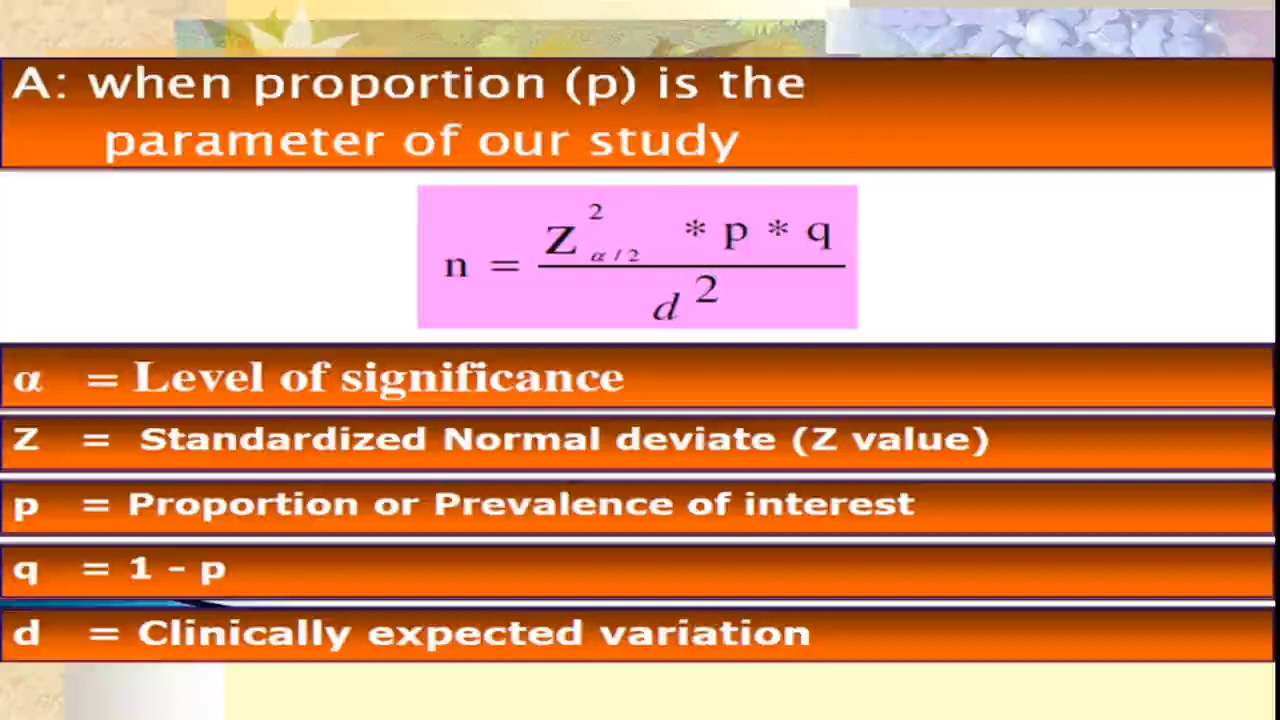 A: when proportion (p) is the
parameter of our study
n = Z²α/2 * p * q / d²
α = Level of significance
Z = Standardized Normal deviate (Z value)
p = Proportion or Prevalence of interest
q = 1 - p
d = Clinically expected variation